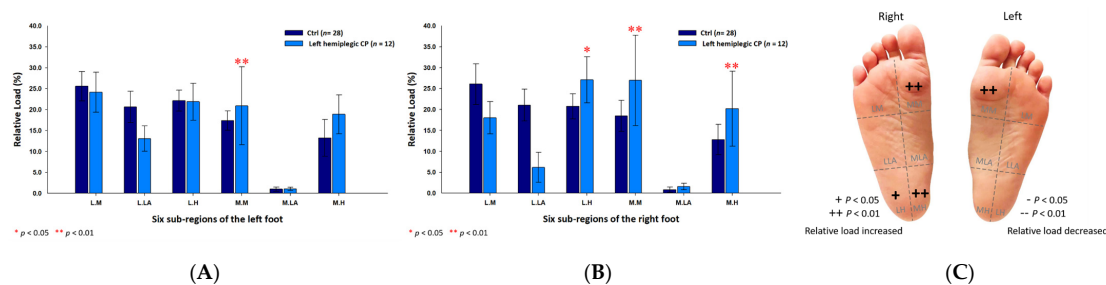 40.0
35.0
30.0
25.0
20.0
15.0
10.0
5.0
0.0
Relative Load (%)
Ctrl (n= 28)
Left hemiplegic CP (n = 12)
**
L.M
L.LA
L.H
M.M
M.LA
M.H
Six sub-regions of the left foot
* p < 0.05 ** p < 0.01
(A)
40.0
35.0
30.0
25.0
20.0
15.0
10.0
5.0
0.0
Relative Load (%)
Ctrl (n= 28)
Left hemiplegic CP (n = 12)
*
**
**
L.M
L.LA
L.H
M.M
M.LA
M.H
Six sub-regions of the right foot
* p < 0.05 ** p < 0.01
(B)
Right
Left
++
++
LM
LLA
MLA
MLA
LLA
+
++
LH
MH
MH
LH
+ P < 0.05
++ P < 0.01
Relative load increased
- P < 0.05
-- P < 0.01
Relative load decreased
(C)